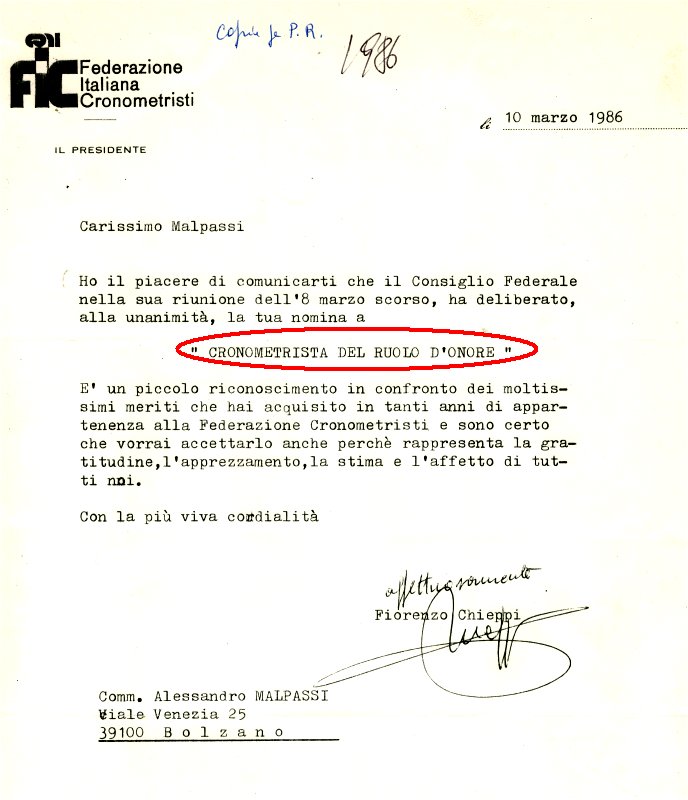 Copia per P.R.
1986
FIC Federazione
Italiana
Cronometristi
li 10 marzo 1986
IL PRESIDENTE
Carissimo Malpassi
Ho il piacere di comunicarti che il Consiglio Federale
nella sua riunione dell'8 marzo scorso, ha deliberato,
alla unanimità, la tua nomina a
" CRONOMETRISTA DEL RUOLO D'ONORE "
E' un piccolo riconoscimento in confronto dei moltis-
simi meriti che hai acquisito in tanti anni di appar-
tenenza alla Federazione Cronometristi e sono certo
che vorrai accettarlo anche perchè rappresenta la gra-
titudine,l'apprezzamento,la stima e l'affetto di tut-
ti noi.
Con la più viva cordialità
affettuosamente
Fiorenzo Chieppi
Comm. Alessandro MALPASSI
Viale Venezia 25
39100 B o l z a n o